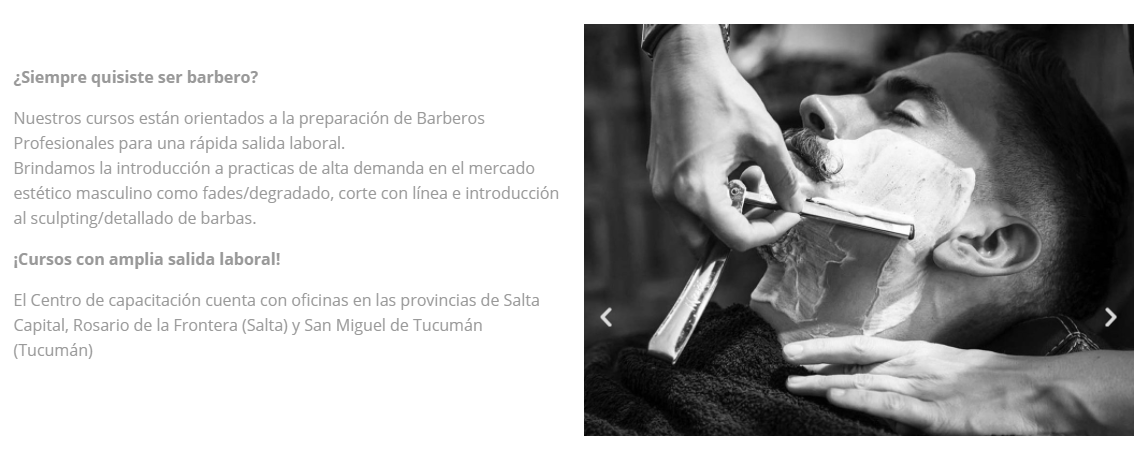 ¿Siempre quisiste ser barbero?
Nuestros cursos están orientados a la preparación de Barberos
Profesionales para una rápida salida laboral.
Brindamos la introducción a practicas de alta demanda en el mercado
estético masculino como fades/degradado, corte con línea e introducción
al sculpting/detallado de barbas.
¡Cursos con amplia salida laboral!
El Centro de capacitación cuenta con oficinas en las provincias de Salta
Capital, Rosario de la Frontera (Salta) y San Miguel de Tucumán
(Tucumán)